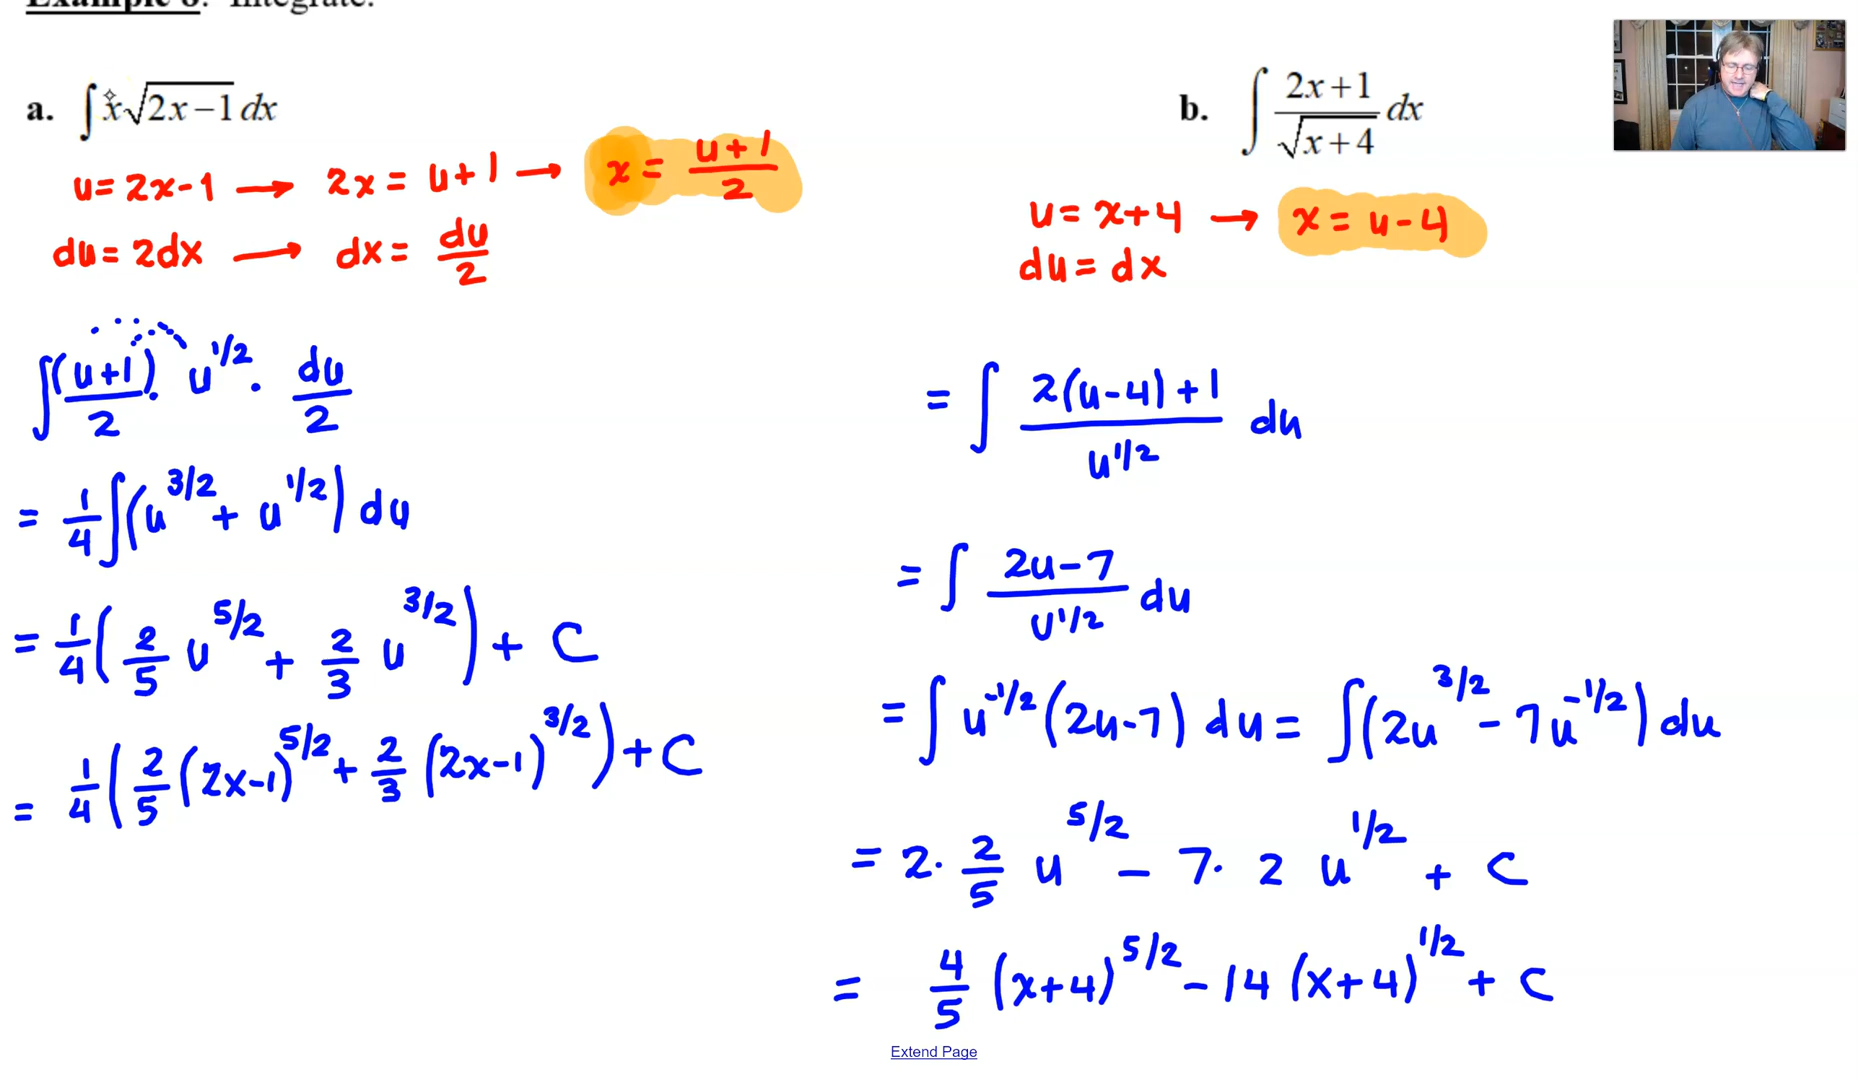 Example 6: Integrate:
a. ∫ x√(2x−1) dx
u = 2x−1 → 2x = u+1 → x = (u+1)/2
du = 2dx → dx = du/2
∫ (u+1)/2 · u^(1/2) · du/2
= 1/4 ∫(u^(3/2) + u^(1/2)) du
= 1/4 (2/5 u^(5/2) + 2/3 u^(3/2)) + C
= 1/4 (2/5 (2x−1)^(5/2) + 2/3 (2x−1)^(3/2)) + C
b. ∫ (2x+1)/√(x+4) dx
u = x+4 → x = u−4
du = dx
= ∫ (2(u−4)+1)/u^(1/2) du
= ∫ (2u−7)/u^(1/2) du
= ∫ u^(-1/2) (2u−7) du = ∫(2u^(3/2) − 7u^(-1/2)) du
= 2 · 2/5 u^(5/2) − 7 · 2 u^(1/2) + C
= 4/5 (x+4)^(5/2) − 14 (x+4)^(1/2) + C
Extend Page